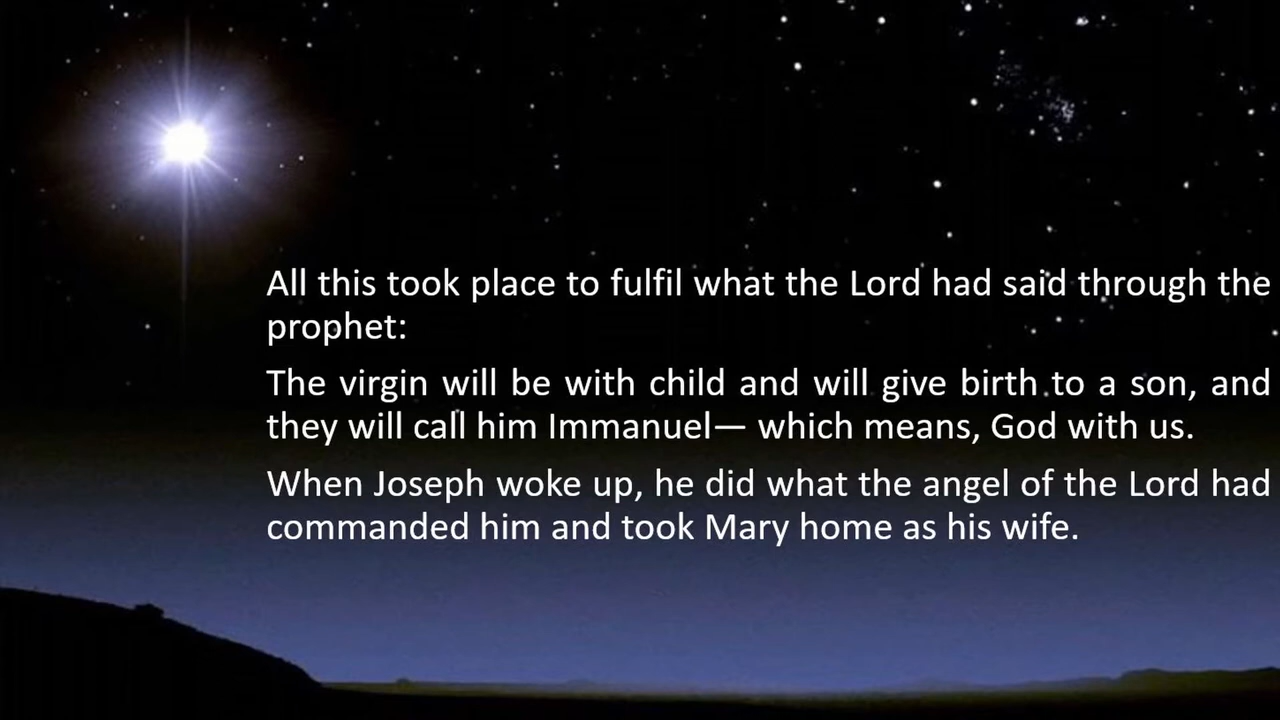 All this took place to fulfil what the Lord had said through the
prophet:
The virgin will be with child and will give birth to a son, and
they will call him Immanuel— which means, God with us.
When Joseph woke up, he did what the angel of the Lord had
commanded him and took Mary home as his wife.